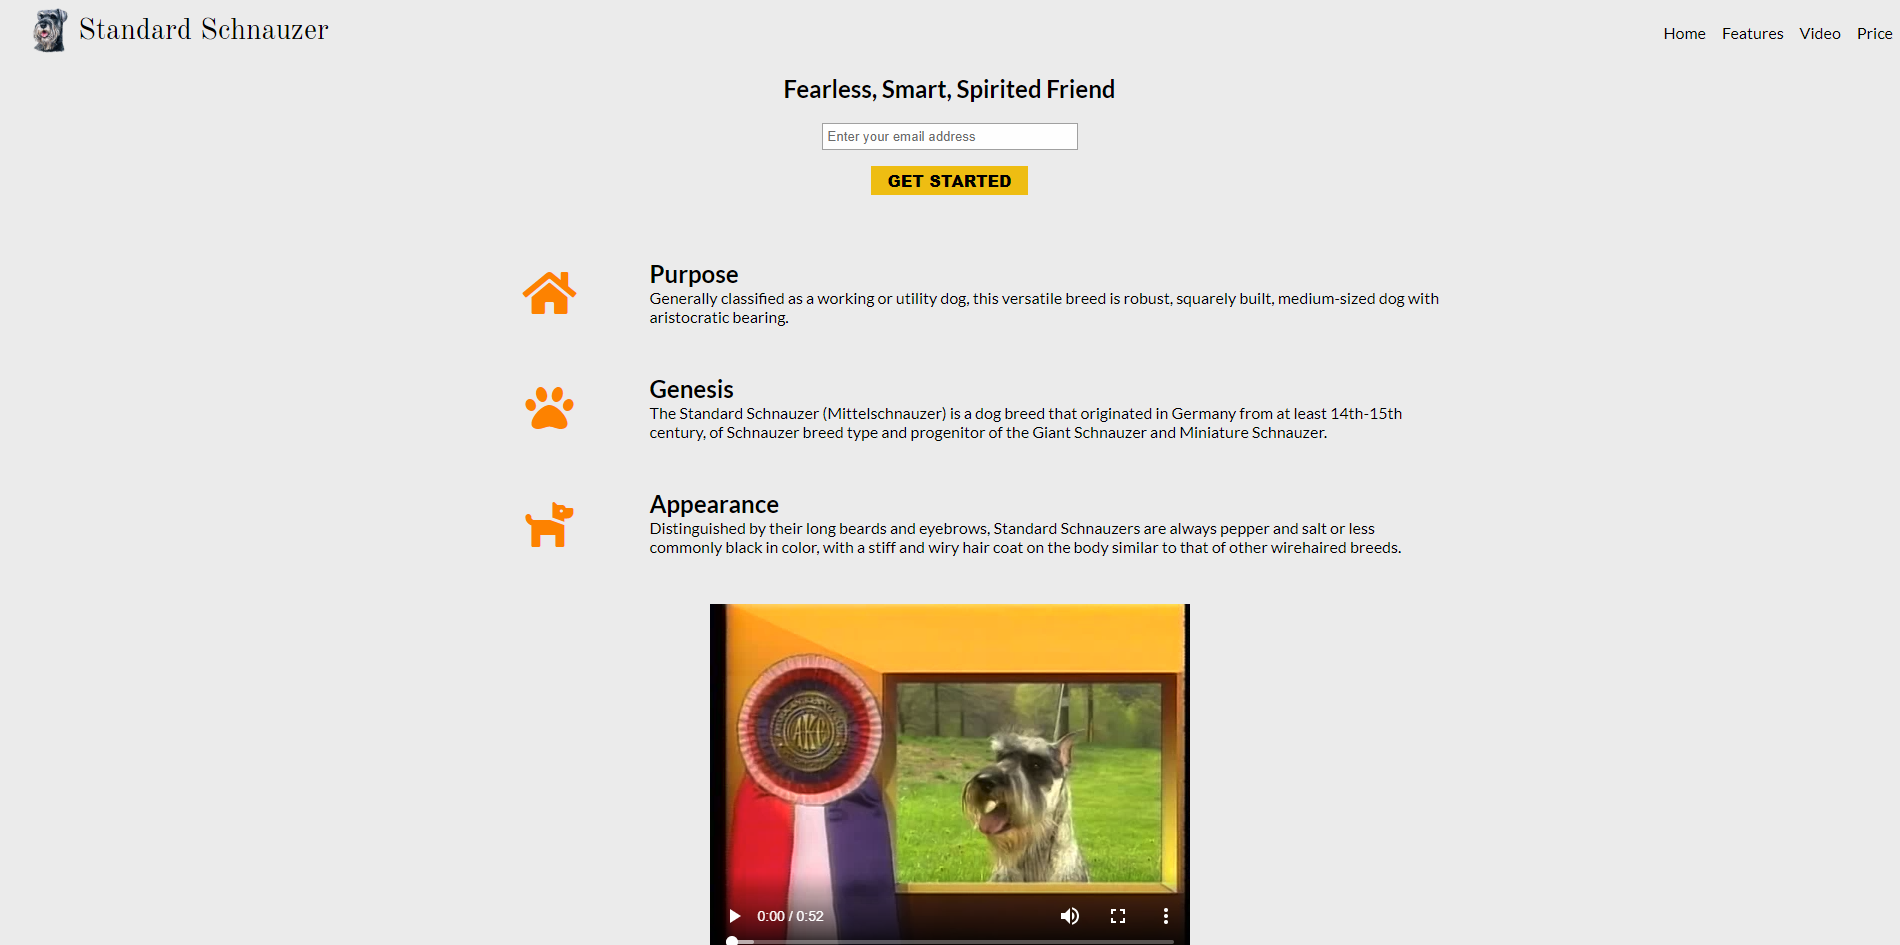 Standard Schnauzer
Home Features Video Price
Fearless, Smart, Spirited Friend
Enter your email address
GET STARTED
Purpose
Generally classified as a working or utility dog, this versatile breed is robust, squarely built, medium-sized dog with
aristocratic bearing.
Genesis
The Standard Schnauzer (Mittelschnauzer) is a dog breed that originated in Germany from at least 14th-15th
century, of Schnauzer breed type and progenitor of the Giant Schnauzer and Miniature Schnauzer.
Appearance
Distinguished by their long beards and eyebrows, Standard Schnauzers are always pepper and salt or less
commonly black in color, with a stiff and wiry hair coat on the body similar to that of other wirehaired breeds.
AKC
0:00 / 0:52